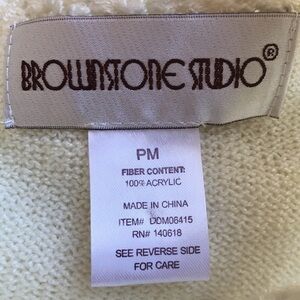 BROWNSTONE STUDIO®
PM
FIBER CONTENT:
100% ACRYLIC
MADE IN CHINA
ITEM# DDM06415
RN# 140618
SEE REVERSE SIDE
FOR CARE